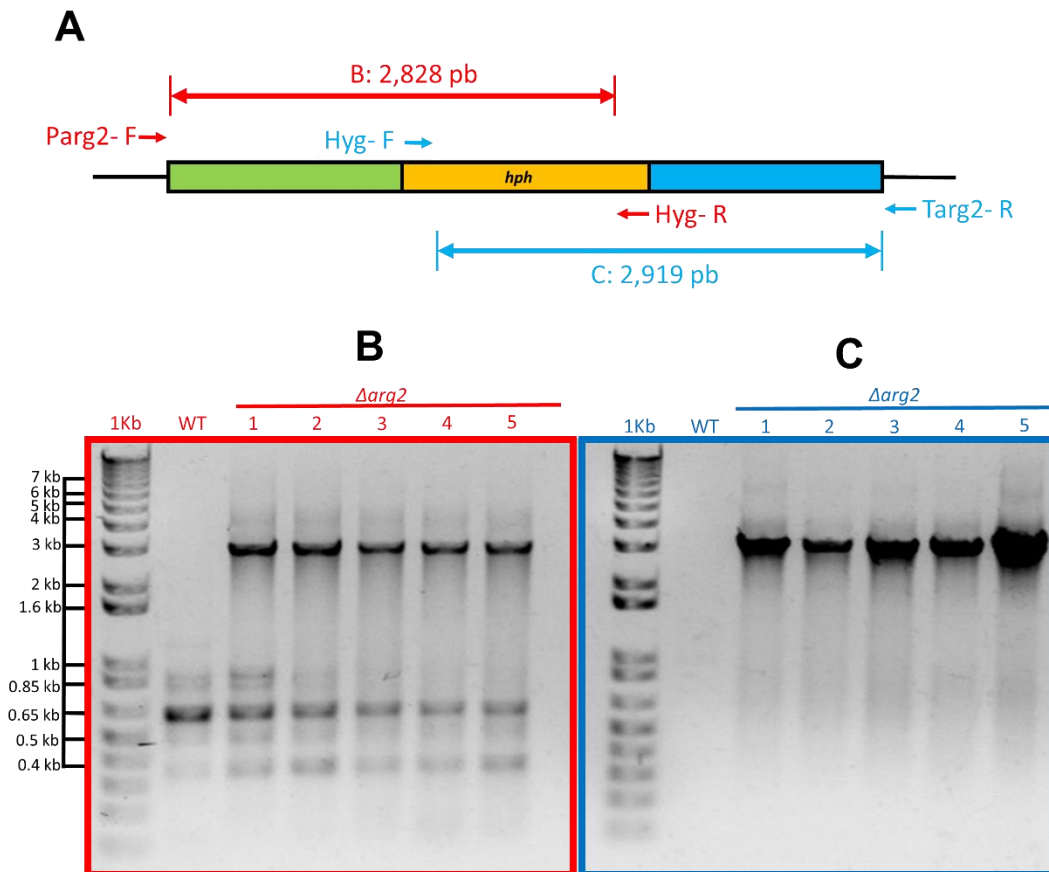 A
B: 2,828 pb
Parg2- F
Hyg- F
hph
Hyg- R
Targ2- R
C: 2,919 pb
B
Δarg2
1Kb WT 1 2 3 4 5
7 kb
6 kb
5 kb
4 kb
3 kb
2 kb
1.6 kb
1 kb
0.85 kb
0.65 kb
0.5 kb
0.4 kb
C
Δarg2
1Kb WT 1 2 3 4 5